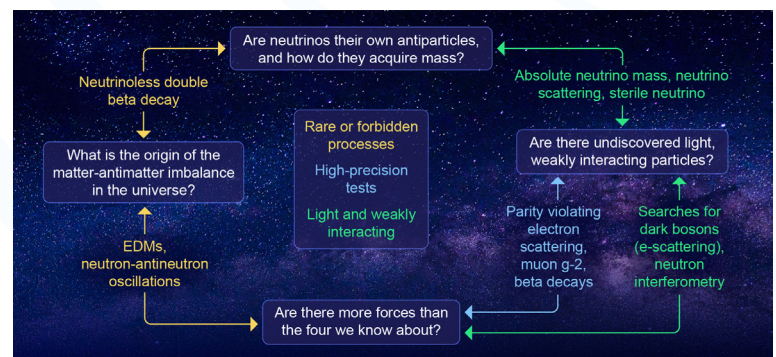 Are neutrinos their own antiparticles,
and how do they acquire mass?
Neutrinoless double
beta decay
Absolute neutrino mass, neutrino
scattering, sterile neutrino
Rare or forbidden
processes
High-precision
tests
Light and weakly
interacting
What is the origin of the
matter-antimatter imbalance
in the universe?
Are there undiscovered light,
weakly interacting particles?
EDMs,
neutron-antineutron
oscillations
Parity violating
electron
scattering,
muon g-2,
beta decays
Searches for
dark bosons
(e-scattering),
neutron
interferometry
Are there more forces than
the four we know about?